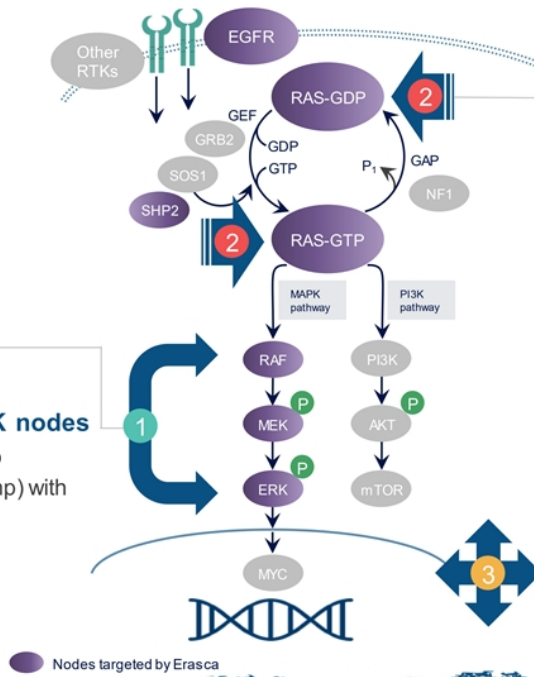 Other
RTKs
EGFR
RAS-GDP
2
GEF
GRB2
GDP
GTP
P1
GAP
SOS1
NF1
SHP2
2
RAS-GTP
MAPK
pathway
PI3K
pathway
RAF
PI3K
P
P
MEK
AKT
1
K nodes
P
ERK
mTOR
np) with
MYC
3
Nodes targeted by Erasca